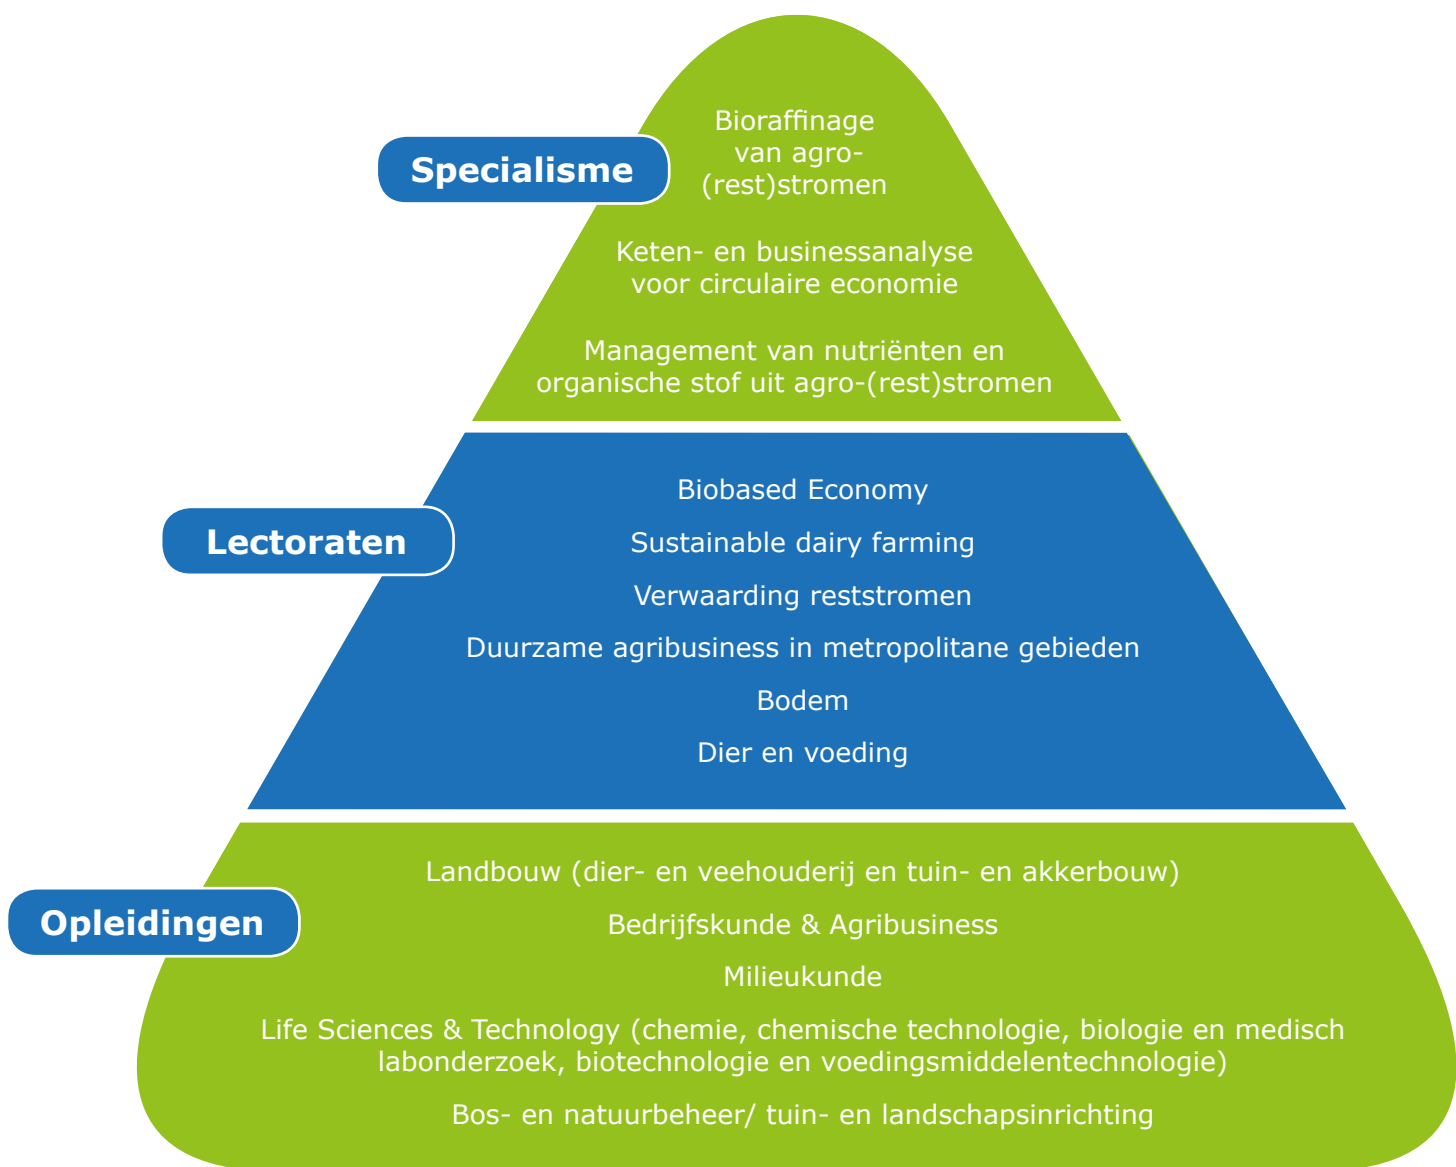 Specialisme
Bioraffinage
van agro-
(rest)stromen
Keten- en businessanalyse
voor circulaire economie
Management van nutriënten en
organische stof uit agro-(rest)stromen
Lectoraten
Biobased Economy
Sustainable dairy farming
Verwaarding reststromen
Duurzame agribusiness in metropolitane gebieden
Bodem
Dier en voeding
Opleidingen
Landbouw (dier- en veehouderij en tuin- en akkerbouw)
Bedrijfskunde & Agribusiness
Milieukunde
Life Sciences & Technology (chemie, chemische technologie, biologie en medisch
labonderzoek, biotechnologie en voedingsmiddelentechnologie)
Bos- en natuurbeheer/ tuin- en landschapsinrichting